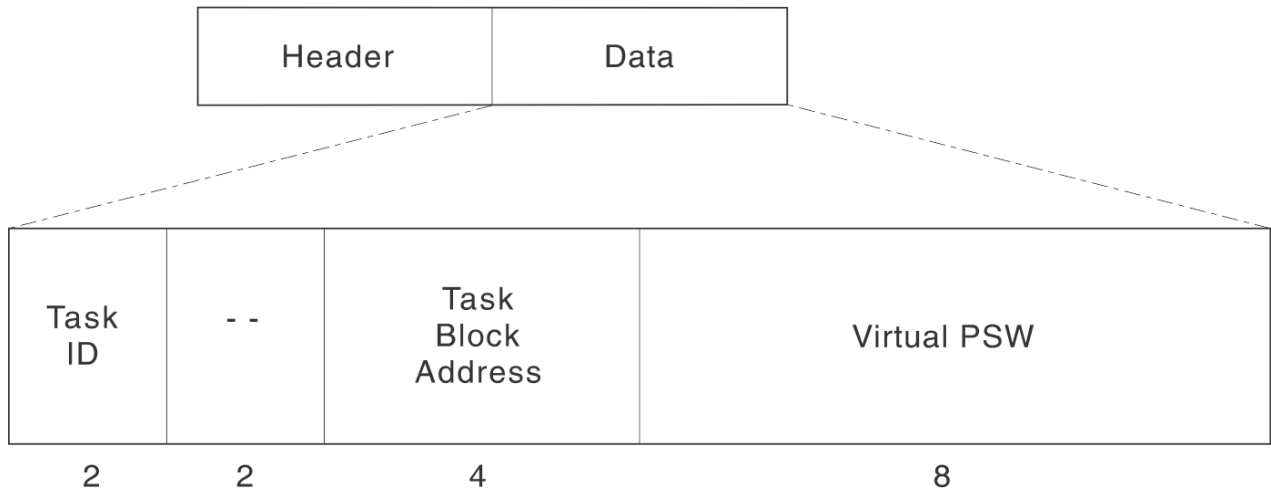 Header Data
Task
ID
- -
Task
Block
Address
Virtual PSW
2 2 4 8